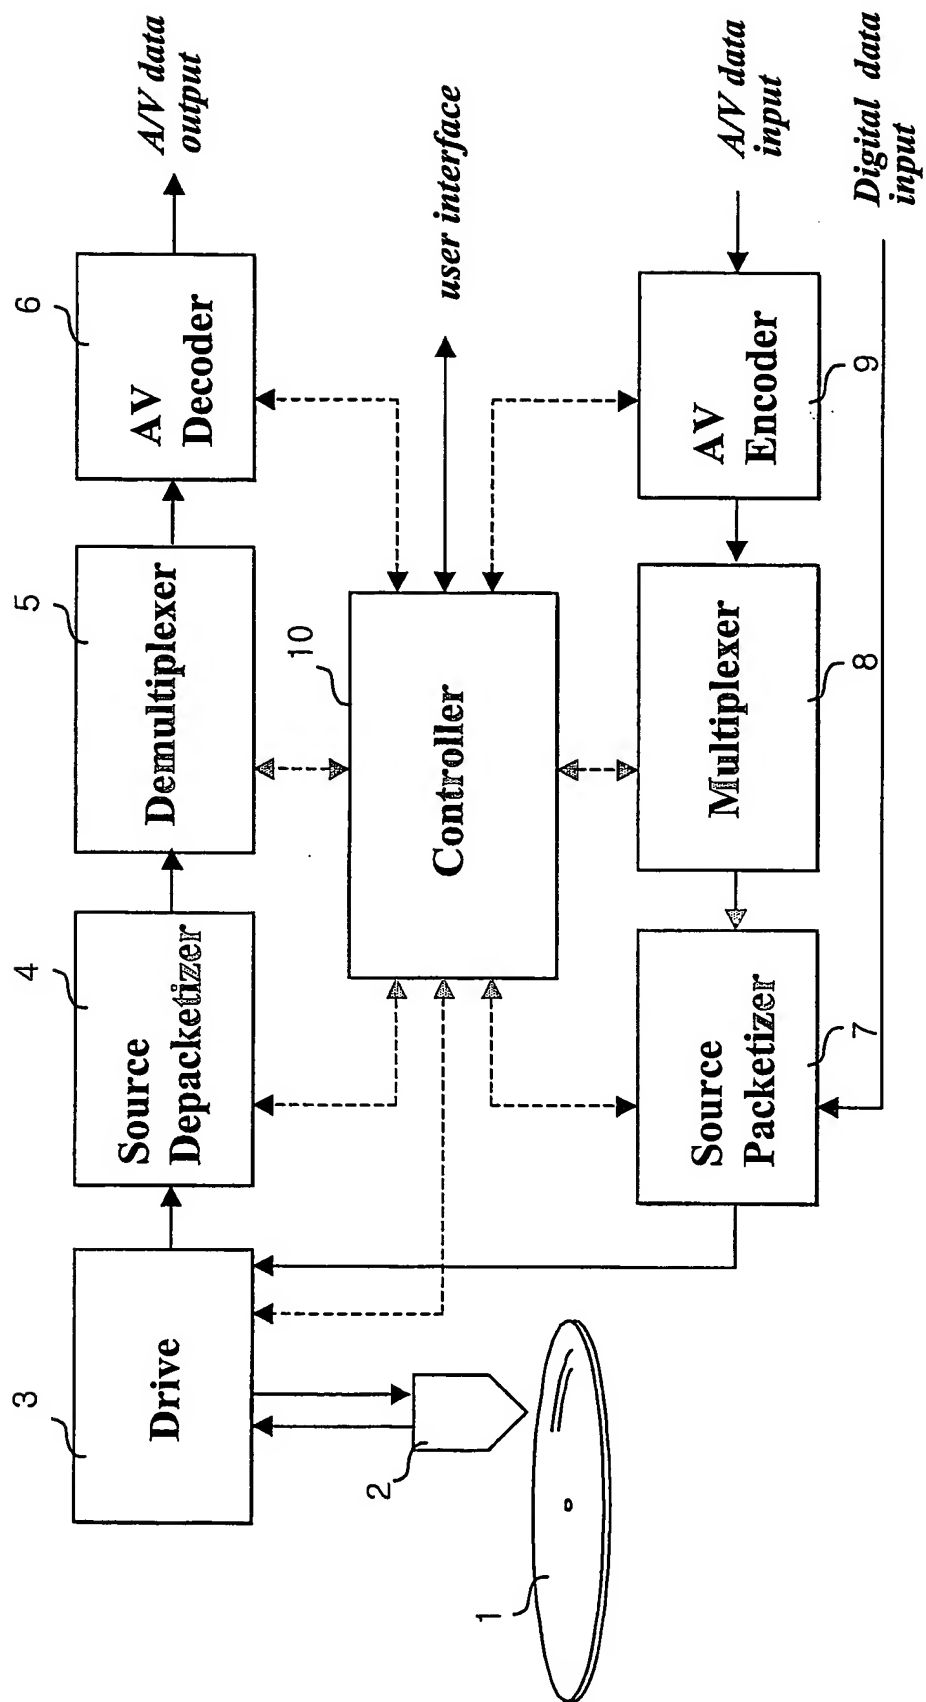 3
4
5
6
Drive
Source
Depacketizer
Demultiplexer
AV
Decoder
A/V data
output
2
10
Controller
user interface
1
Source
Packetizer
Multiplexer
AV
Encoder
A/V data
input
7
8
9
Digital data
input